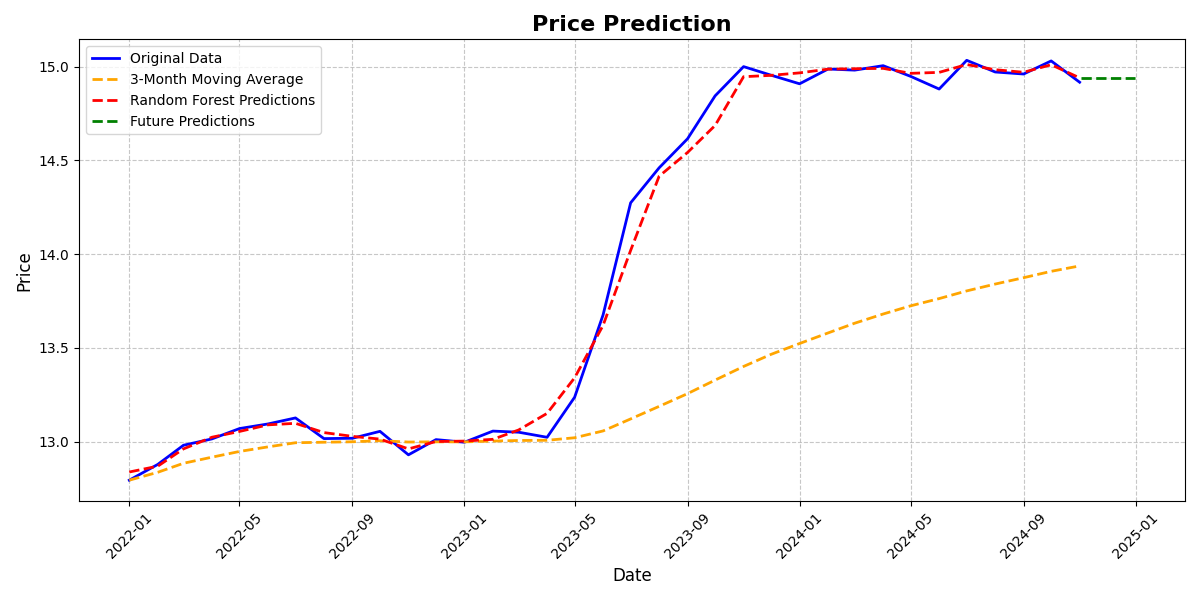 Price Prediction
Original Data
3-Month Moving Average
Random Forest Predictions
Future Predictions
Price
15.0
14.5
14.0
13.5
13.0
2022-01
2022-05
2022-09
2023-01
2023-05
2023-09
2024-01
2024-05
2024-09
2025-01
Date